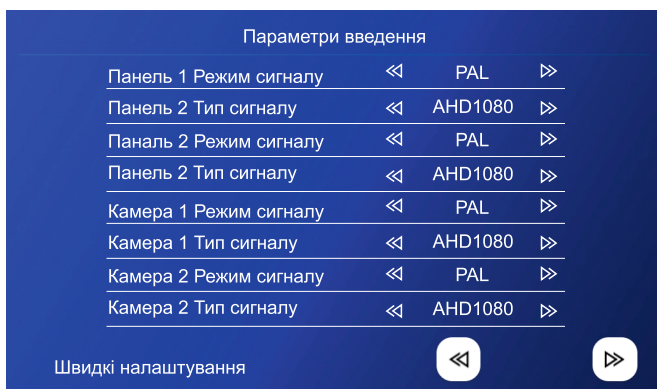 Параметри введення
Панель 1 Режим сигналу PAL
Панель 2 Тип сигналу AHD1080
Паналь 2 Режим сигналу PAL
Панель 2 Тип сигналу AHD1080
Камера 1 Режим сигналу PAL
Камера 1 Тип сигналу AHD1080
Камера 2 Режим сигналу PAL
Камера 2 Тип сигналу AHD1080
Швидкі налаштування